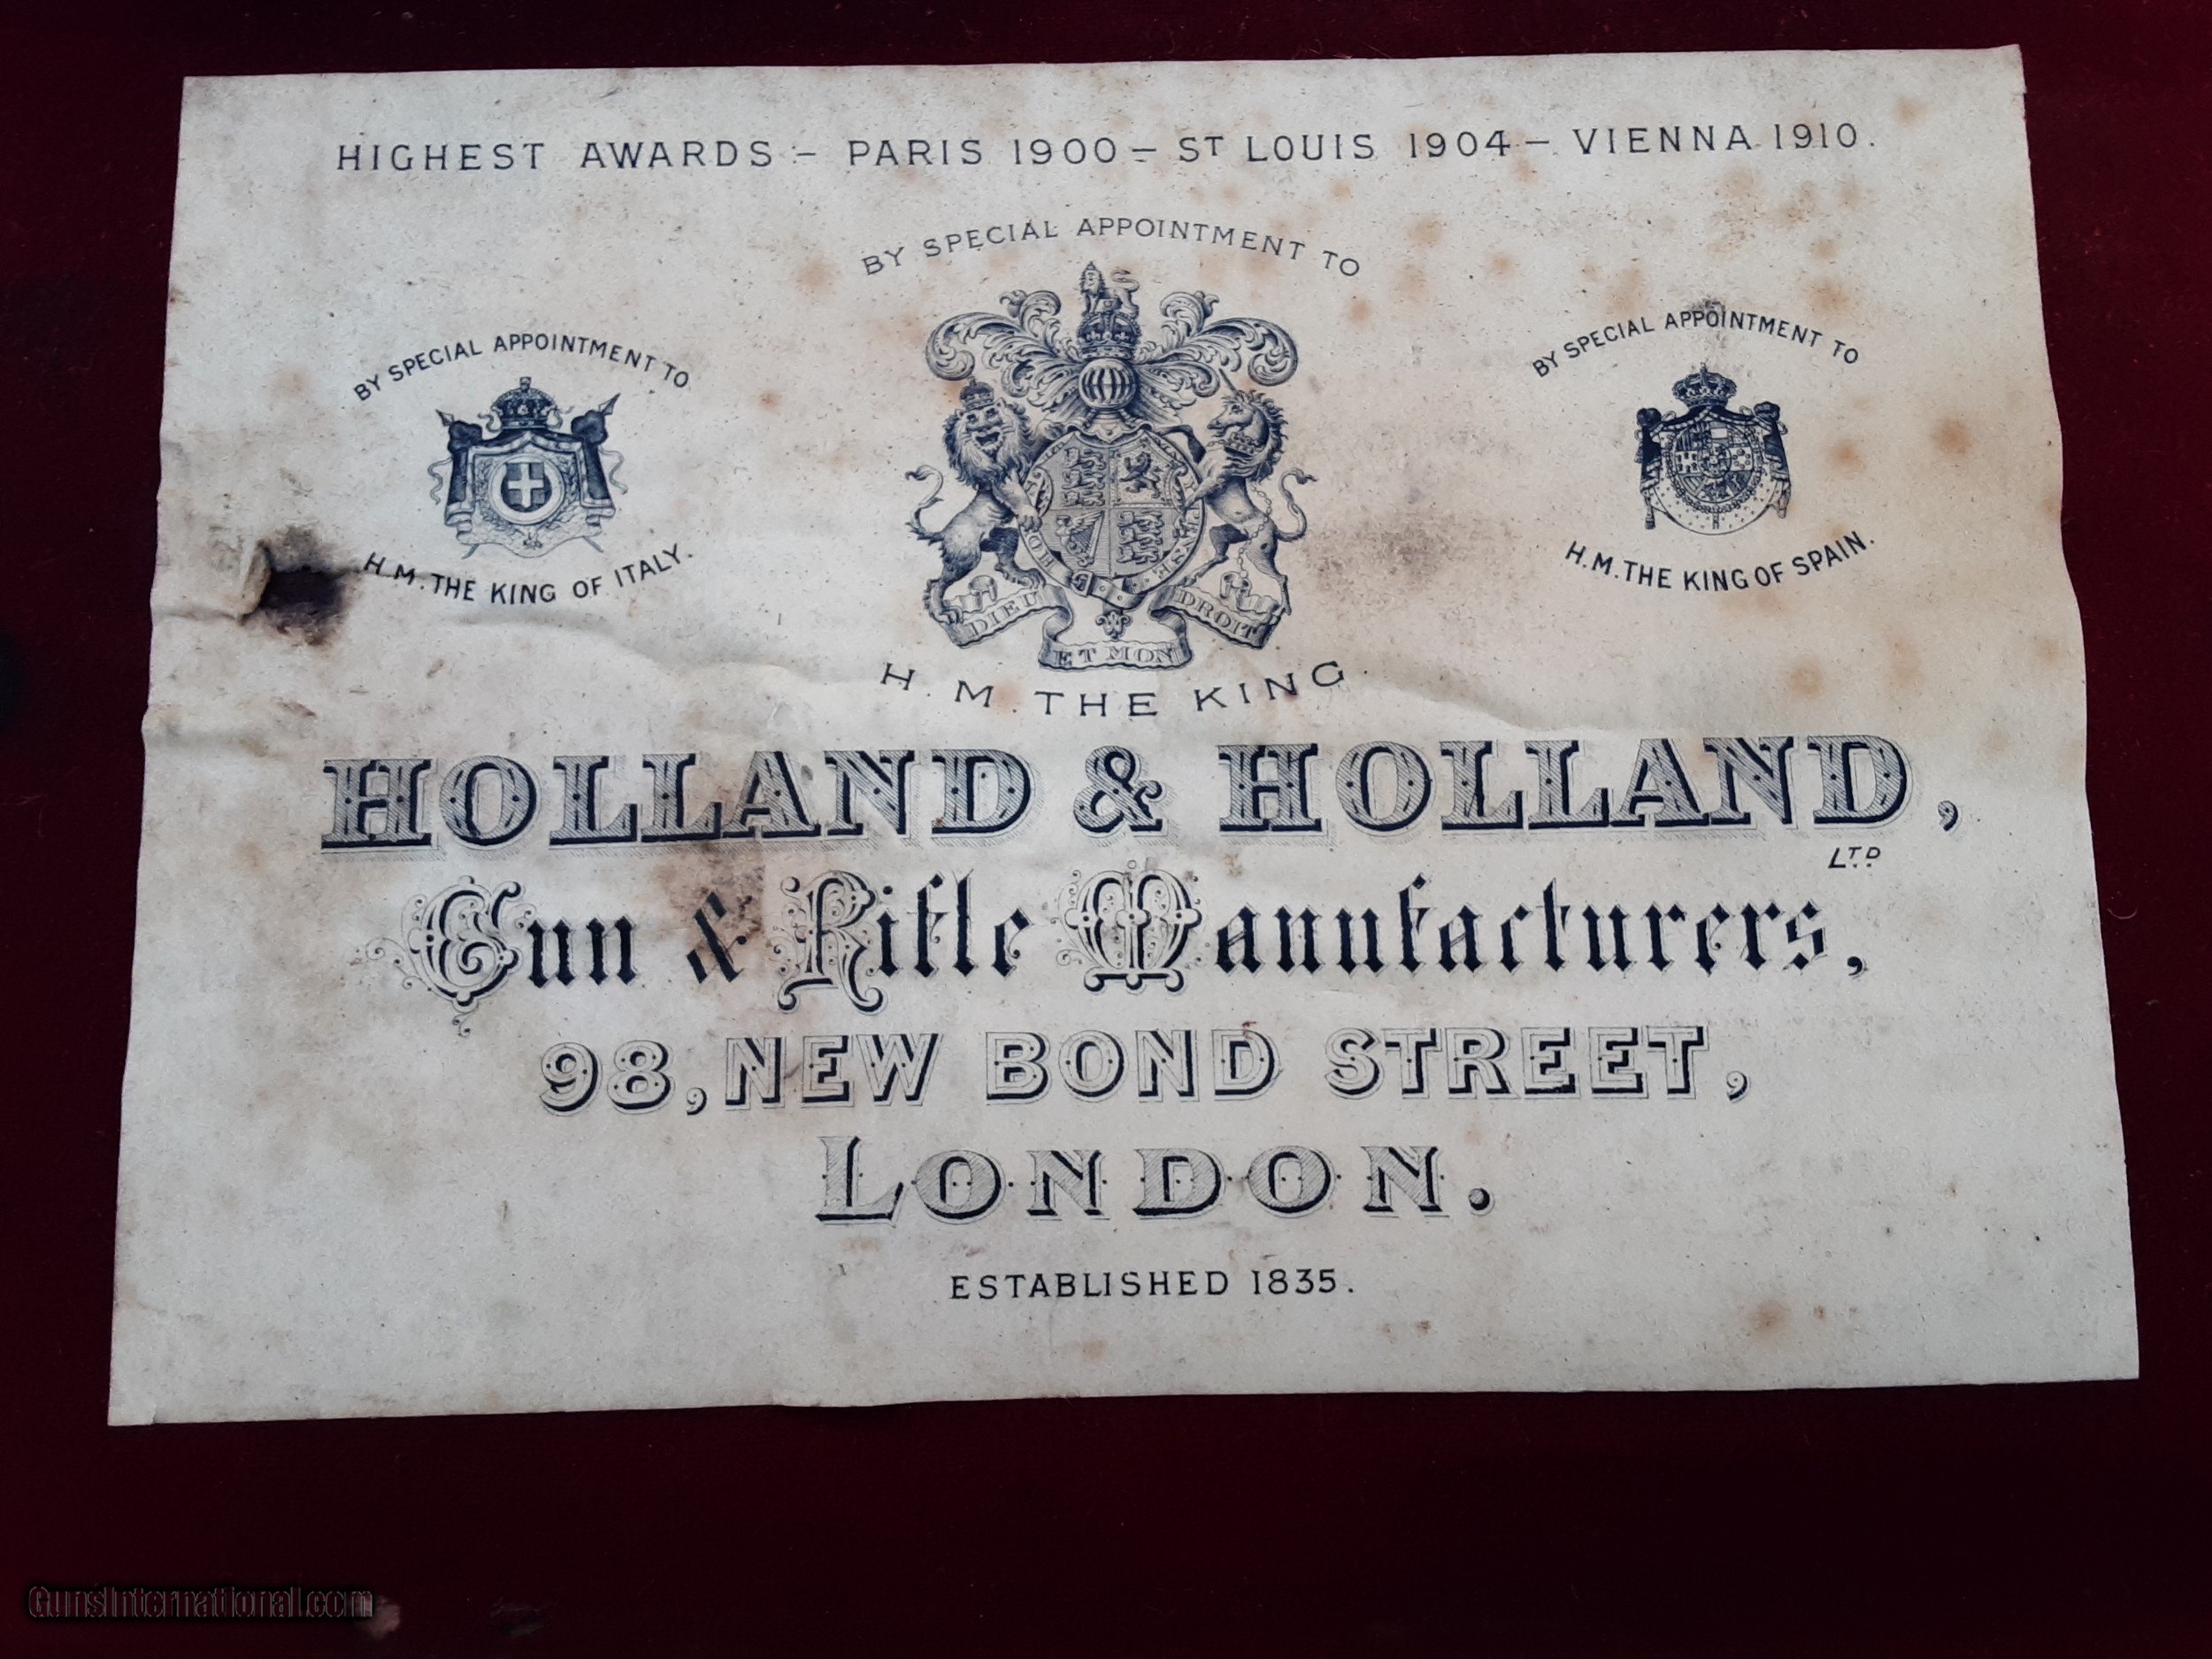 HIGHEST AWARDS :- PARIS 1900 - ST LOUIS 1904 - VIENNA 1910.
BY SPECIAL APPOINTMENT TO
BY SPECIAL APPOINTMENT TO
BY SPECIAL APPOINTMENT TO
DIEU ET MON DROIT
H.M. THE KING OF ITALY.
H.M. THE KING OF SPAIN.
H.M. THE KING.
HOLLAND & HOLLAND,
LTD.
Gun & Rifle Manufacturers,
98, NEW BOND STREET,
LONDON.
ESTABLISHED 1835.
GunsInternational.com